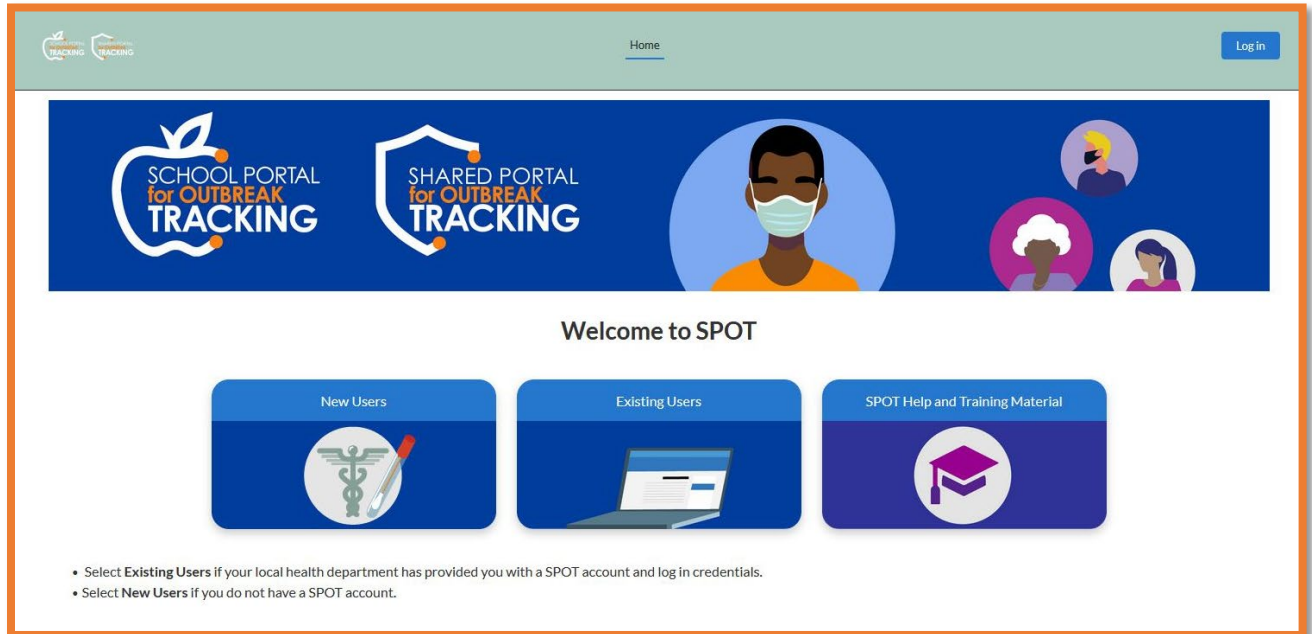 TRACKING TRACKING
Home
Log in
SCHOOL PORTAL
for OUTBREAK
TRACKING
SHARED PORTAL
for OUTBREAK
TRACKING
Welcome to SPOT
New Users
Existing Users
SPOT Help and Training Material
• Select Existing Users if your local health department has provided you with a SPOT account and log in credentials.
• Select New Users if you do not have a SPOT account.